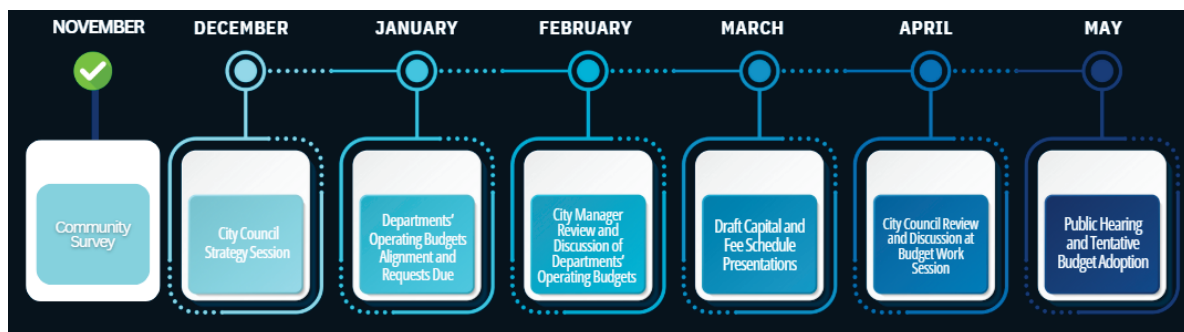 NOVEMBER
DECEMBER
JANUARY
FEBRUARY
MARCH
APRIL
MAY
Community
Survey
City Council
Strategy Session
Departments’
Operating Budgets
Alignment and
Requests Due
City Manager
Review and
Discussion of
Departments’
Operating Budgets
Draft Capital and
Fee Schedule
Presentations
City Council Review
and Discussion at
Budget Work
Session
Public Hearing
and Tentative
Budget Adoption